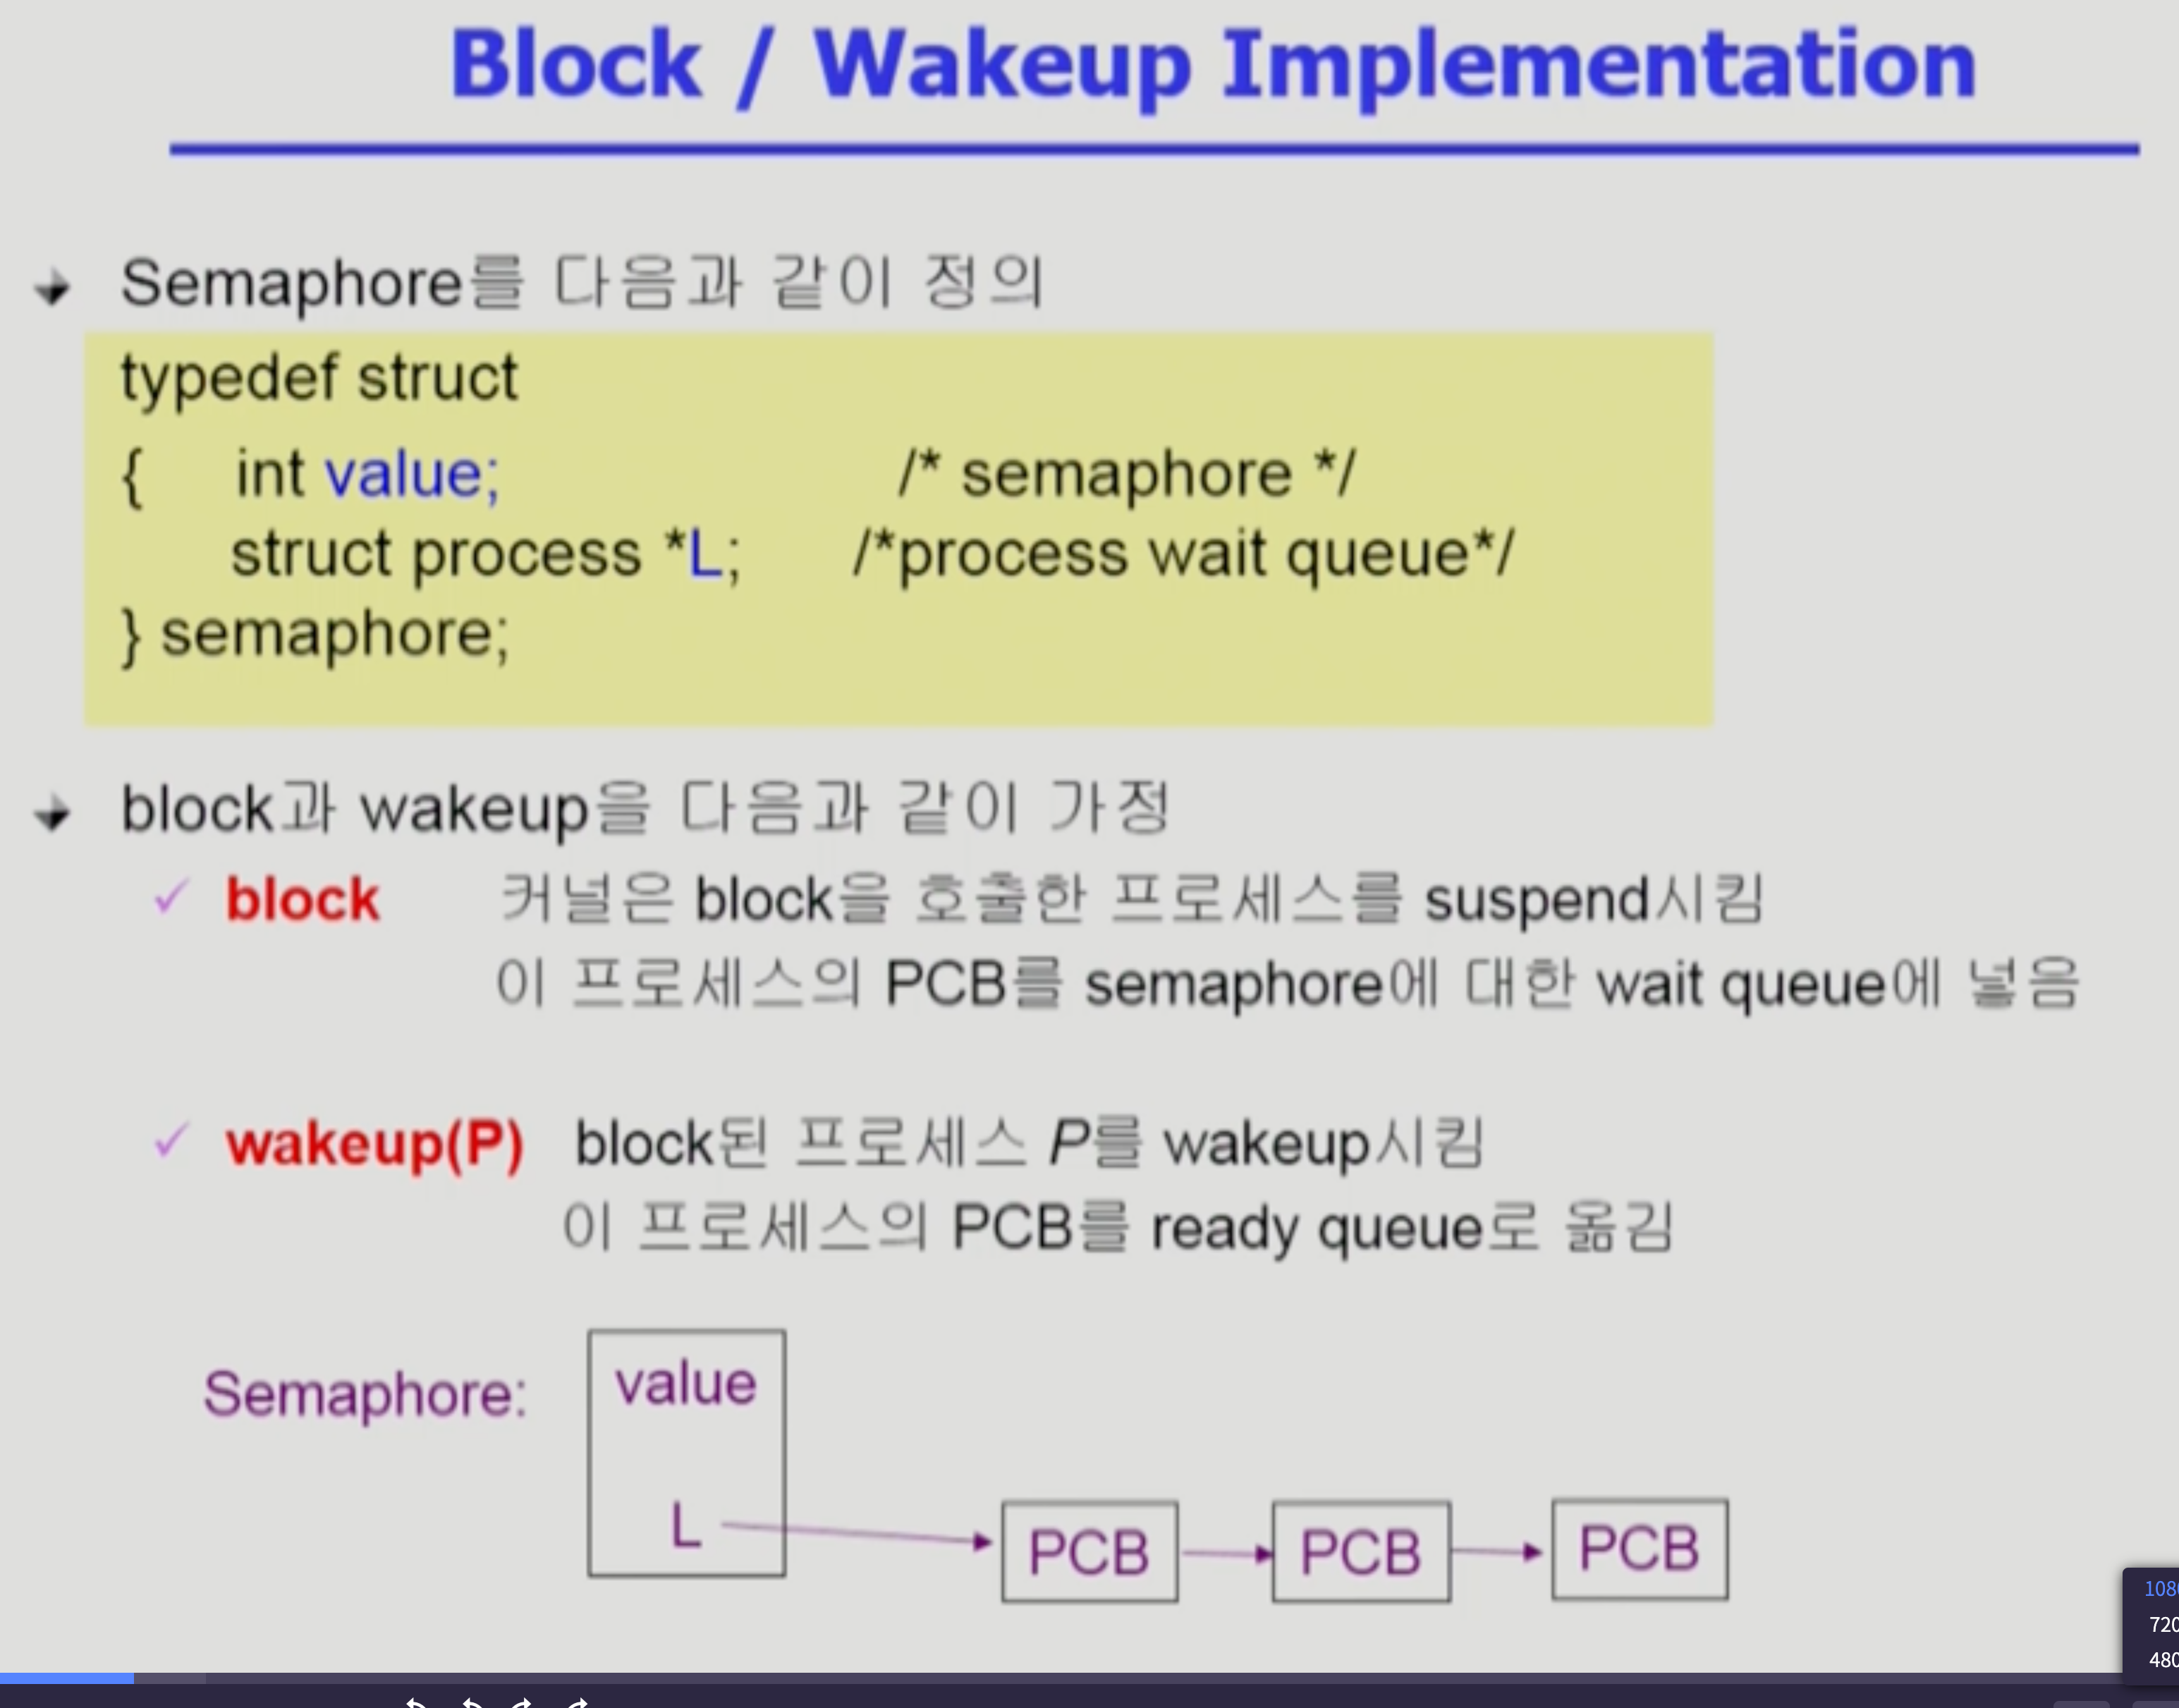 Block / Wakeup Implementation
Semaphore를 다음과 같이 정의
typedef struct
{ int value; /* semaphore */
struct process *L; /*process wait queue*/
} semaphore;
block과 wakeup을 다음과 같이 가정
✓ block 커널은 block을 호출한 프로세스를 suspend시킴
이 프로세스의 PCB를 semaphore에 대한 wait queue에 넣음
✓ wakeup(P) block된 프로세스 P를 wakeup시킴
이 프로세스의 PCB를 ready queue로 옮김
Semaphore:
value
L
PCB
PCB
PCB
720
480